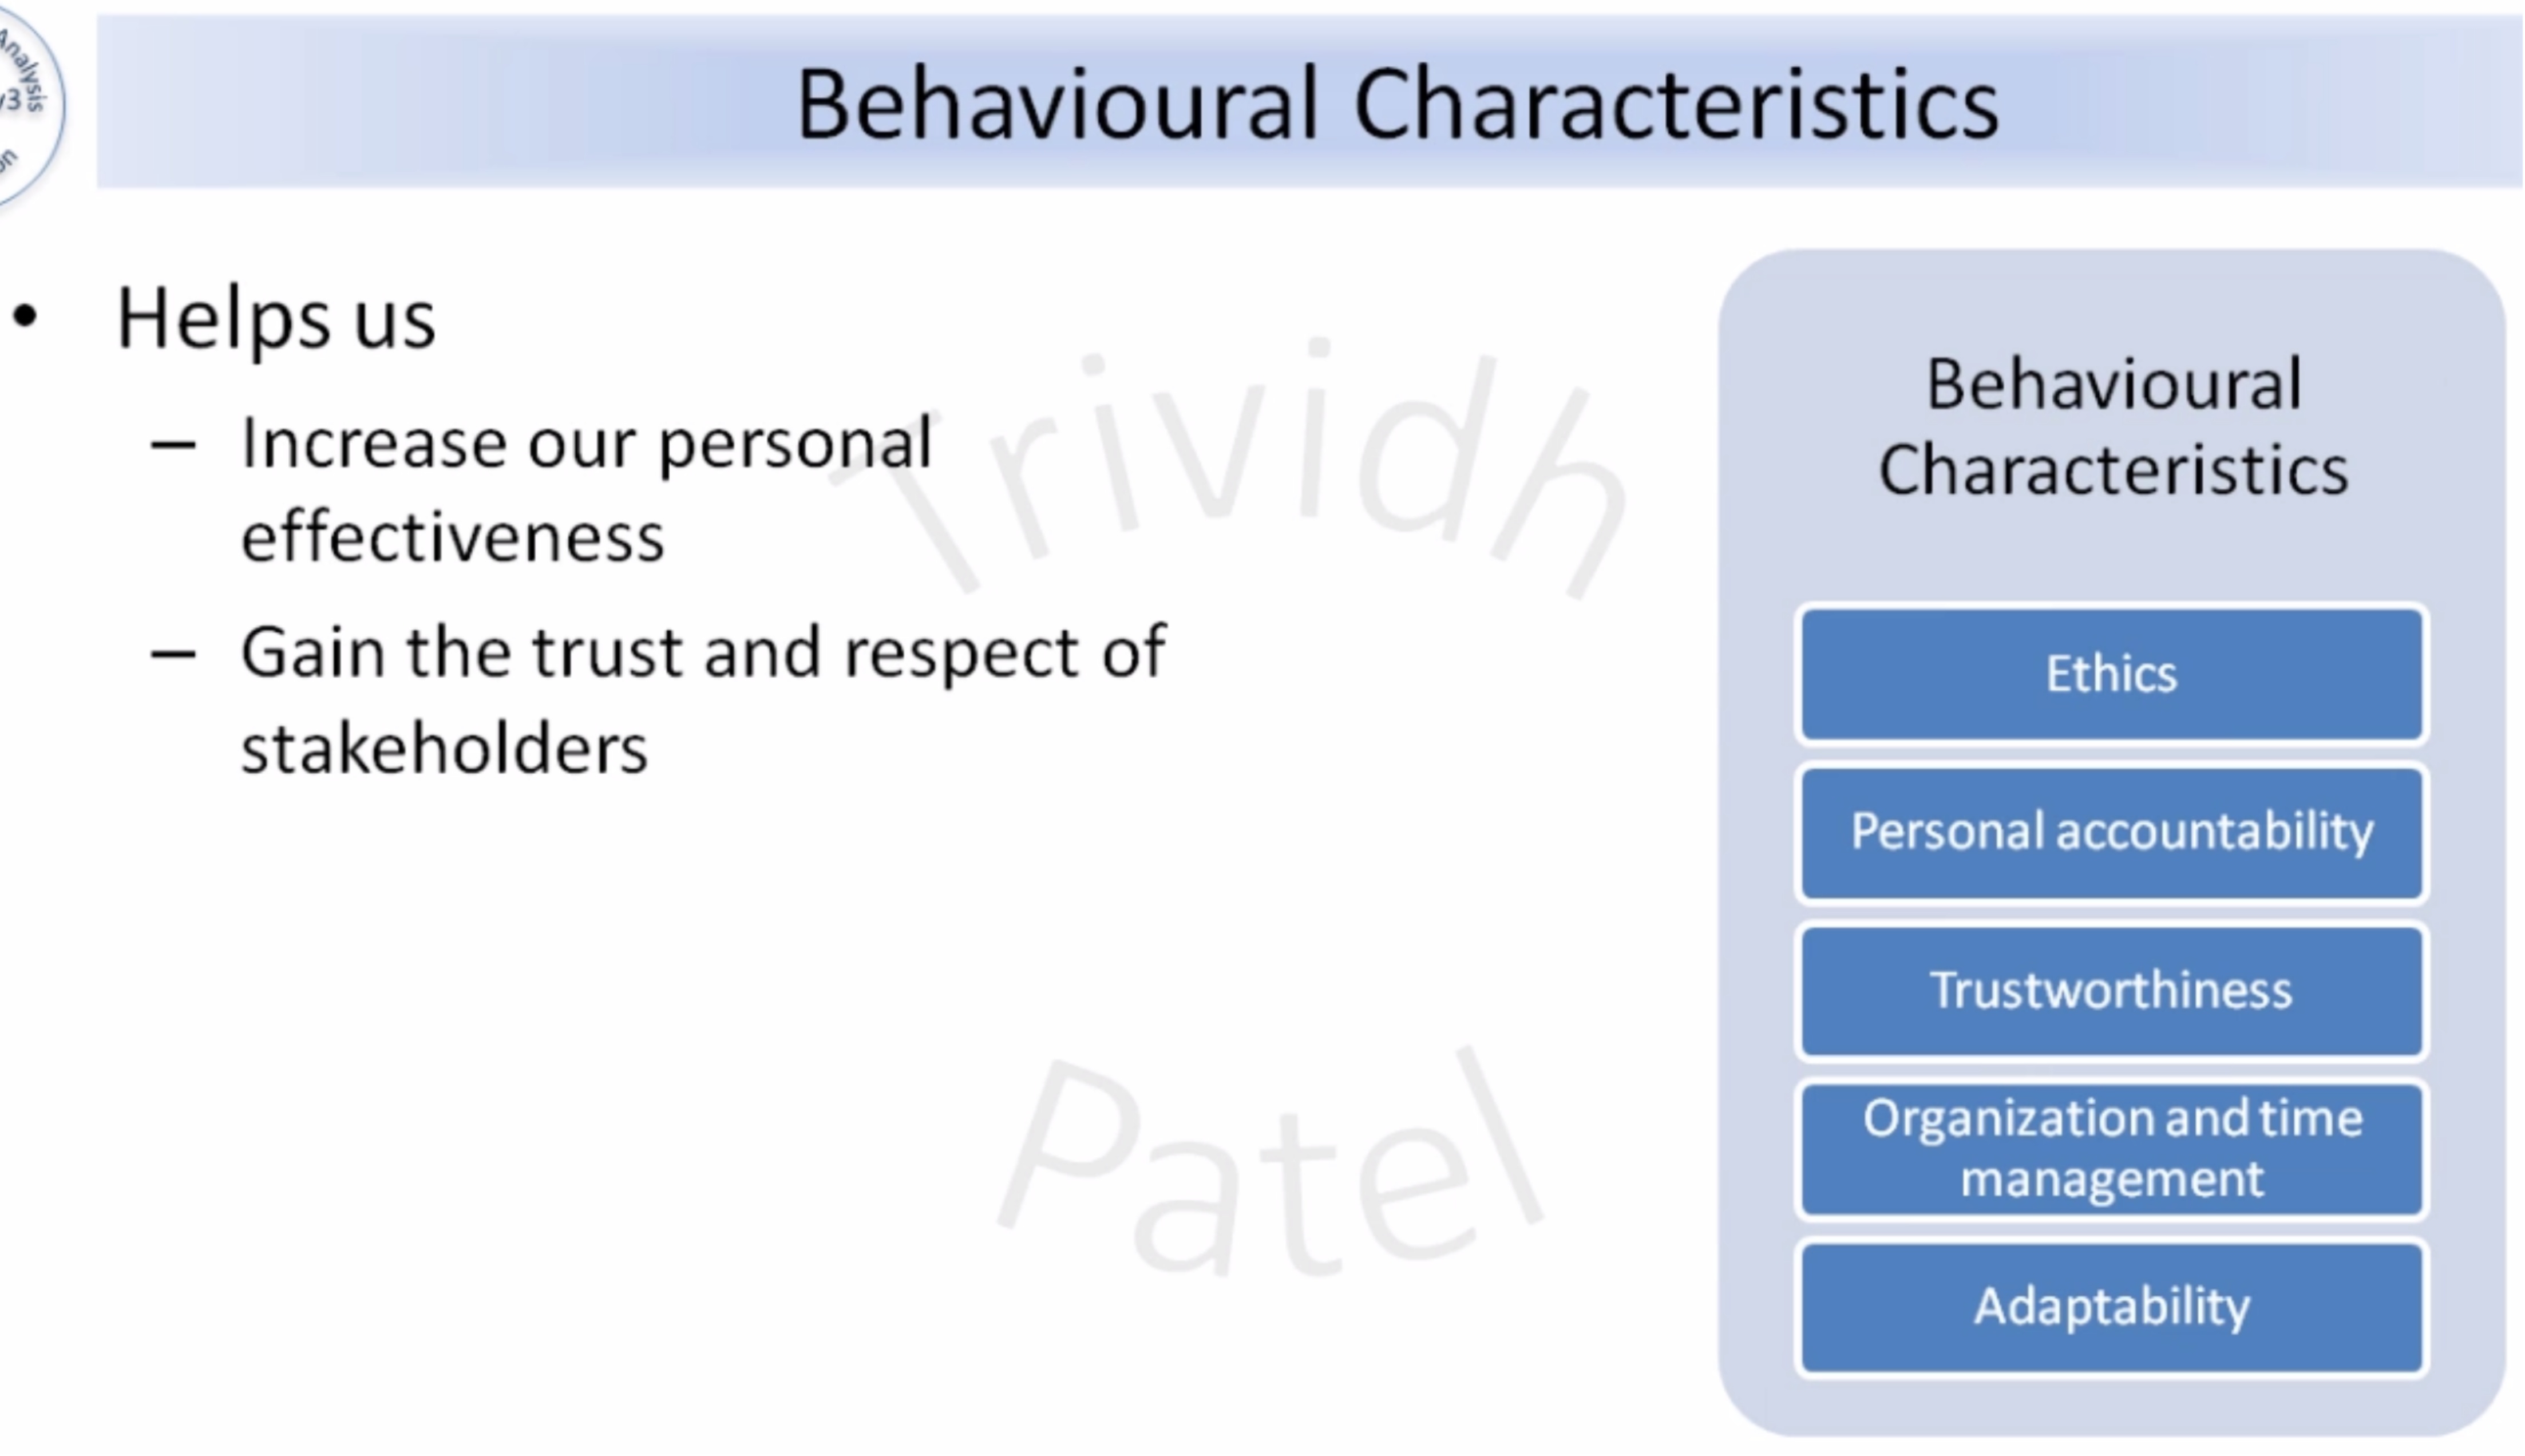 Analysis
v3
Behavioural Characteristics
• Helps us
– Increase our personal
effectiveness
– Gain the trust and respect of
stakeholders
Trividh
Patel
Behavioural
Characteristics
Ethics
Personal accountability
Trustworthiness
Organization and time
management
Adaptability